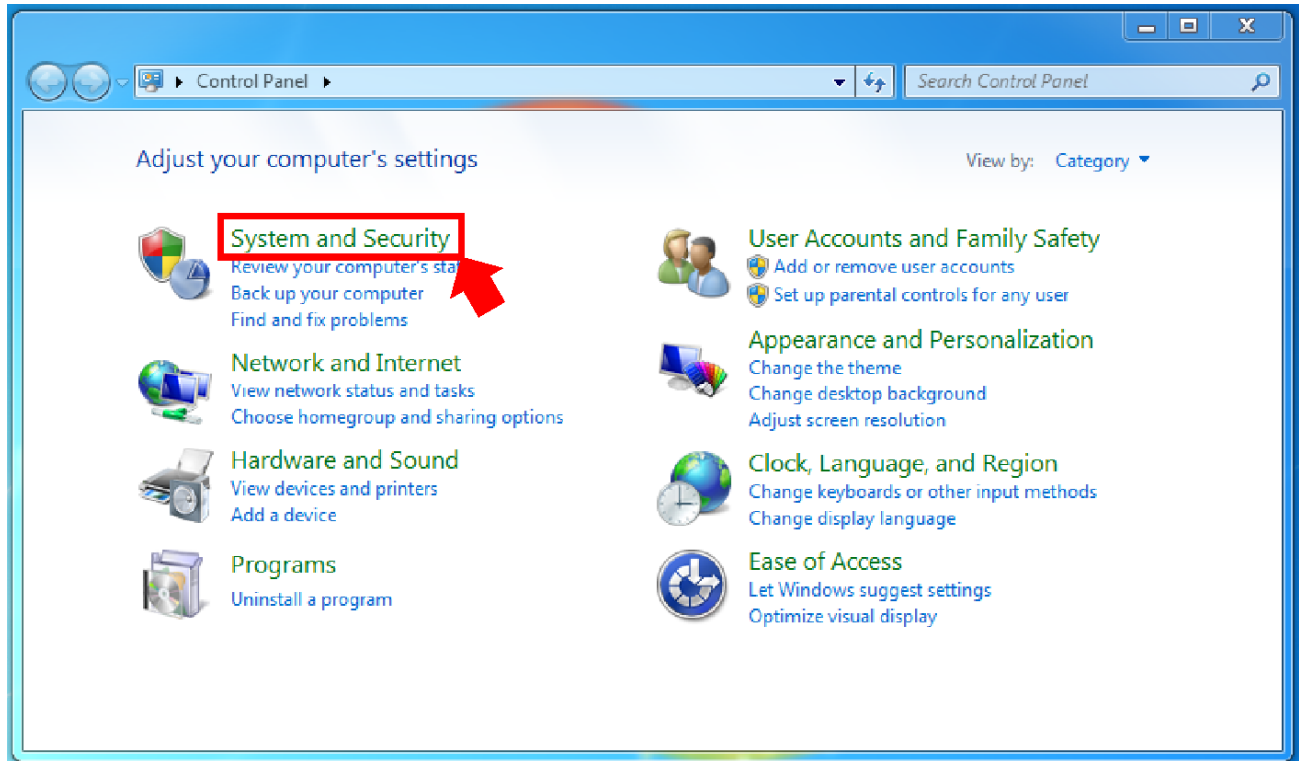 Control Panel
Search Control Panel
Adjust your computer's settings
View by: Category
System and Security
Review your computer's
Back up your computer
Find and fix problems
Network and Internet
View network status and tasks
Choose homegroup and sharing options
Hardware and Sound
View devices and printers
Add a device
Programs
Uninstall a program
User Accounts and Family Safety
Add or remove user accounts
Set up parental controls for any user
Appearance and Personalization
Change the theme
Change desktop background
Adjust screen resolution
Clock, Language, and Region
Change keyboards or other input methods
Change display language
Ease of Access
Let Windows suggest settings
Optimize visual display